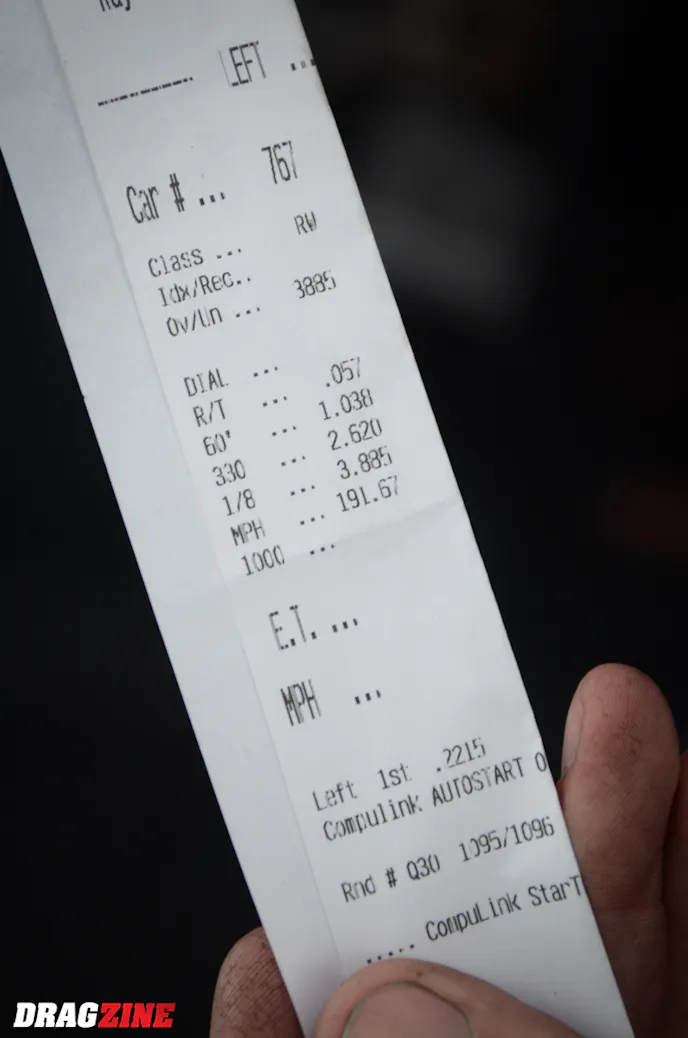 LEFT ...
Car # ... 767
Class ... RW
Idx/Rec..
Ov/Un ... 3885
DIAL ...
R/T ... .057
60' ... 1.038
330 ... 2.620
1/8 ... 3.885
MPH ... 191.67
1000 ...
E.T. ...
MPH ...
Left 1st .2215
Compulink AUTOSTART O
Rnd # Q30 1095/1096
..... CompuLink StarT
DRAGZINE